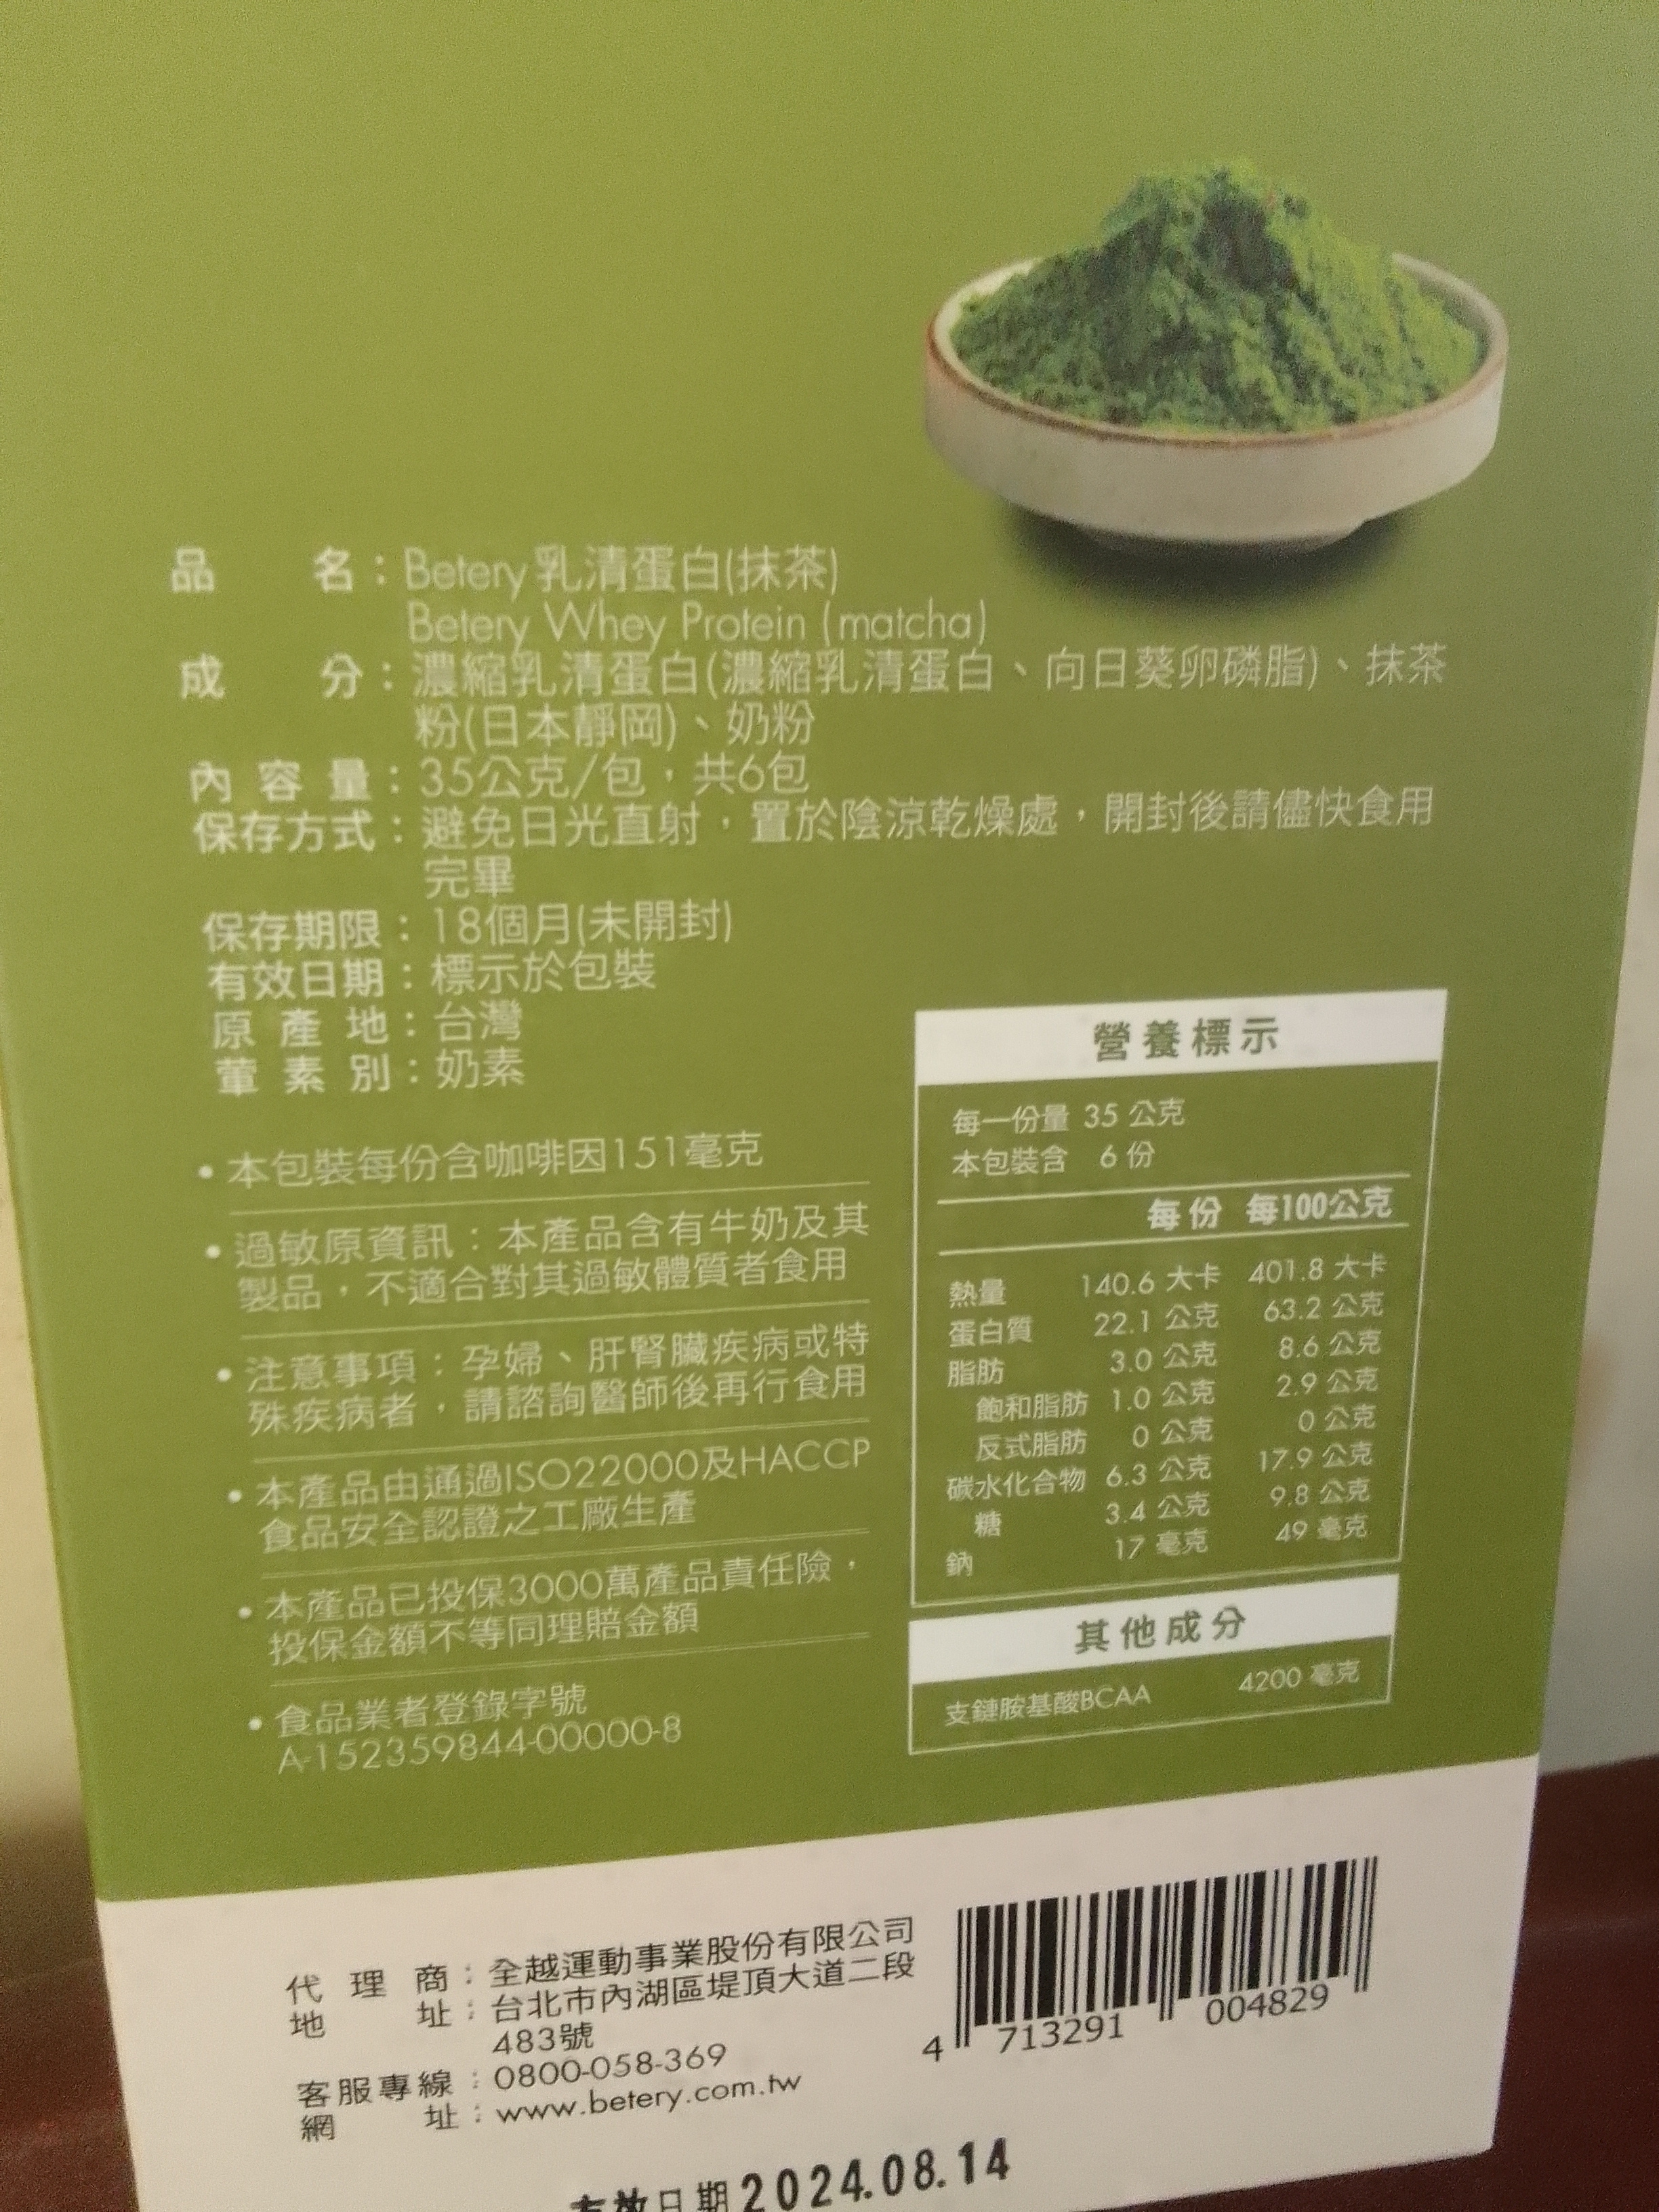 品名：Betery乳清蛋白(抹茶)
Betery Whey Protein (matcha)
成分：濃縮乳清蛋白(濃縮乳清蛋白、向日葵卵磷脂)、抹茶
粉(日本靜岡)、奶粉
內容量：35公克/包，共6包
保存方式：避免日光直射，置於陰涼乾燥處，開封後請儘快食用
完畢
保存期限：18個月(未開封)
有效日期：標示於包裝
原產地：台灣
葷素別：奶素
• 本包裝每份含咖啡因151毫克
• 過敏原資訊：本產品含有牛奶及其
製品，不適合對其過敏體質者食用
• 注意事項：孕婦、肝腎臟疾病或特
殊疾病者，請諮詢醫師後再行食用
• 本產品由通過ISO22000及HACCP
食品安全認證之工廠生產
• 本產品已投保3000萬產品責任險，
投保金額不等同理賠金額
• 食品業者登錄字號
A-152359844-00000-8
營養標示
每一份量 35 公克
本包裝含 6 份
每份 每100公克
熱量 140.6 大卡 401.8 大卡
蛋白質 22.1 公克 63.2 公克
脂肪 3.0 公克 8.6 公克
飽和脂肪 1.0 公克 2.9 公克
反式脂肪 0 公克 0 公克
碳水化合物 6.3 公克 17.9 公克
糖 3.4 公克 9.8 公克
鈉 17 毫克 49 毫克
其他成分
支鏈胺基酸BCAA 4200 毫克
代理商：全越運動事業股份有限公司
地址：台北市內湖區堤頂大道二段
483號
客服專線：0800-058-369
網址：www.betery.com.tw
4 713291 004829
有效日期2024.08.14